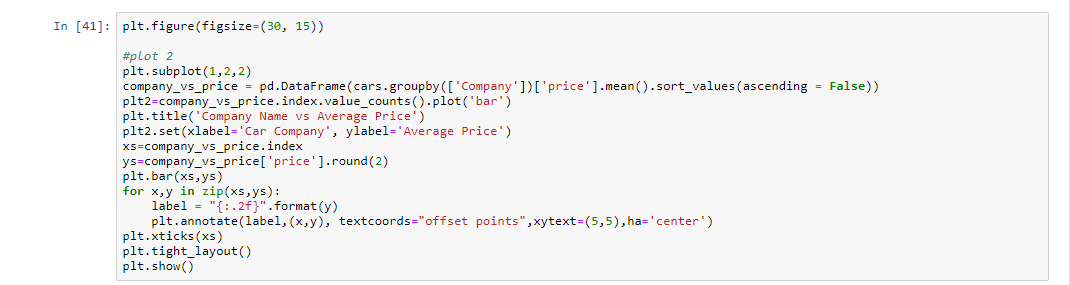 In [41]: plt.figure(figsize=(30, 15))
#plot 2
plt.subplot(1,2,2)
company_vs_price = pd.DataFrame(cars.groupby(['Company'])['price'].mean().sort_values(ascending = False))
plt2=company_vs_price.index.value_counts().plot('bar')
plt.title('Company Name vs Average Price')
plt2.set(xlabel='Car Company', ylabel='Average Price')
xs=company_vs_price.index
ys=company_vs_price['price'].round(2)
plt.bar(xs,ys)
for x,y in zip(xs,ys):
    label = "{:.2f}".format(y)
    plt.annotate(label,(x,y), textcoords="offset points",xytext=(5,5),ha='center')
plt.xticks(xs)
plt.tight_layout()
plt.show()